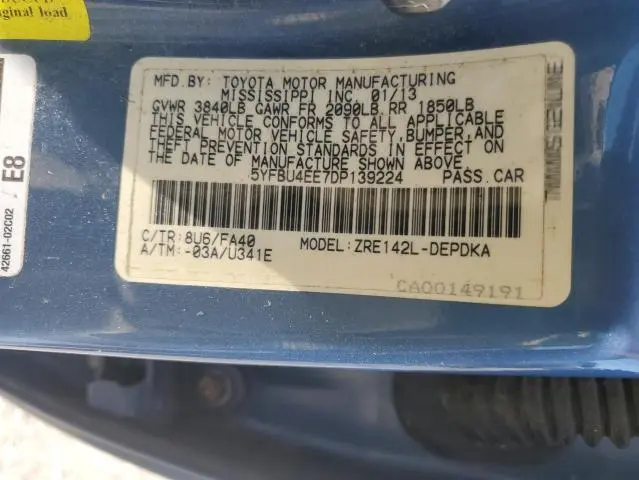 iginal load
E8
42661-02C02
MFD.BY: TOYOTA MOTOR MANUFACTURING
MISSISSIPPI INC. 01/13
GVWR 3840LB GAWR FR 2090LB RR 1850LB
THIS VEHICLE CONFORMS TO ALL APPLICABLE
FEDERAL MOTOR VEHICLE SAFETY, BUMPER, AND
THEFT PREVENTION STANDARDS IN EFFECT ON
THE DATE OF MANUFACTURE SHOWN ABOVE.
5YFBU4EE7DP139224 PASS.CAR
C/TR:8U6/FA40 MODEL:ZRE142L-DEPDKA
A/TM:-03A/U341E
CA00149191